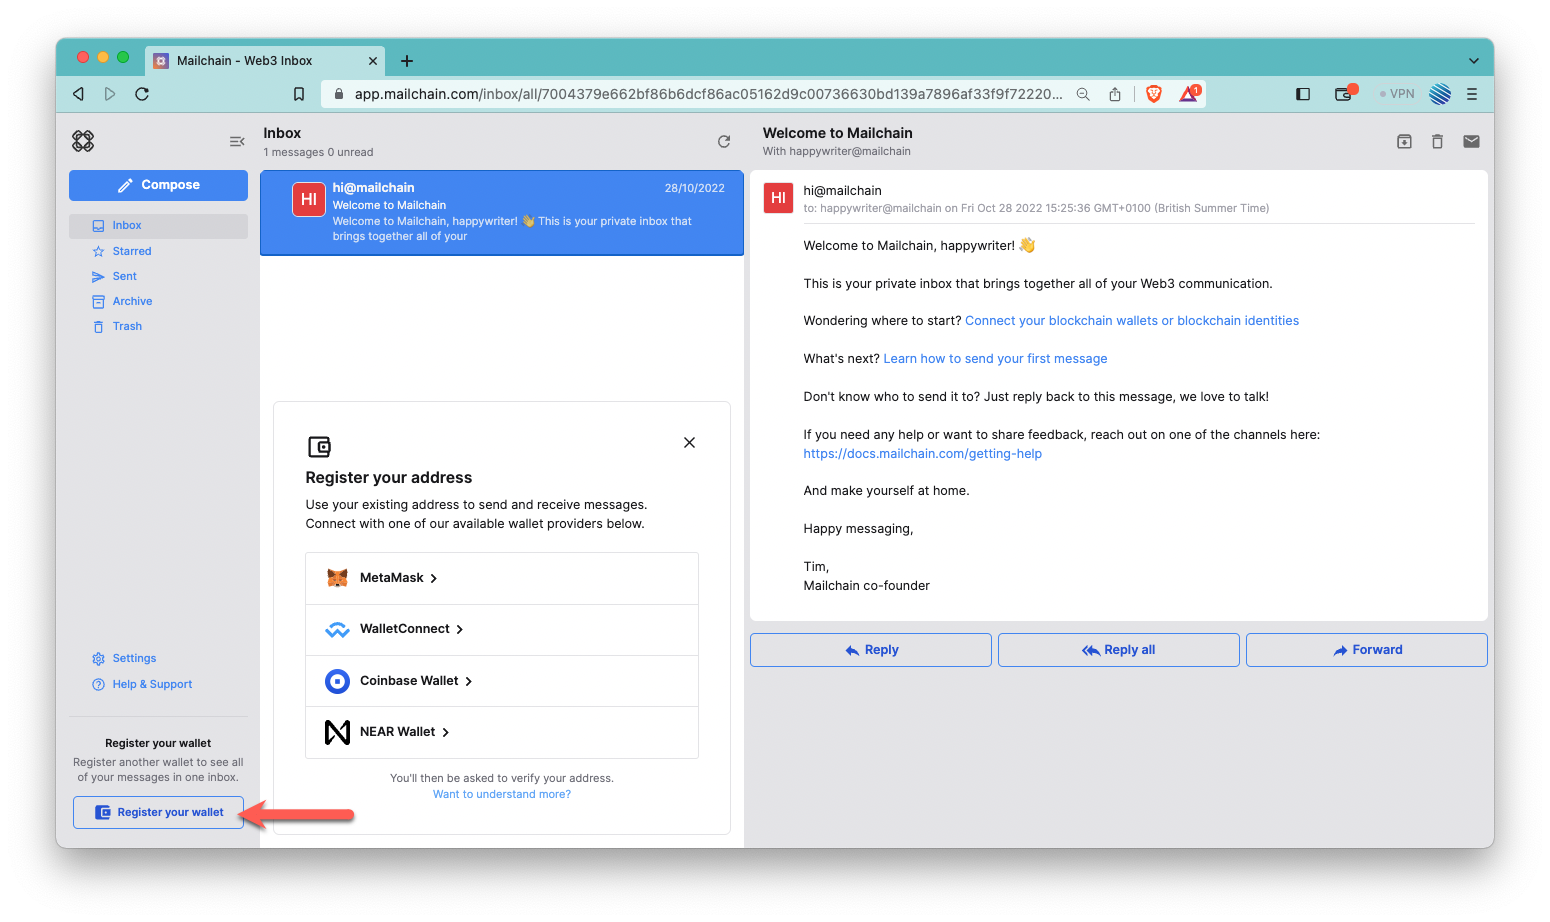 Mailchain - Web3 Inbox
app.mailchain.com/inbox/all/7004379e662bf86b6dcf86ac05162d9c00736630bd139a7896af33f9f72220...
1
VPN
Compose
Inbox
Starred
Sent
Archive
Trash
Settings
Help & Support
Register your wallet
Register another wallet to see all
of your messages in one inbox.
Register your wallet
Inbox
1 messages 0 unread
HI
hi@mailchain
28/10/2022
Welcome to Mailchain
Welcome to Mailchain, happywriter! 👋 This is your private inbox that
brings together all of your
Register your address
Use your existing address to send and receive messages.
Connect with one of our available wallet providers below.
MetaMask
WalletConnect
Coinbase Wallet
NEAR Wallet
You'll then be asked to verify your address.
Want to understand more?
Welcome to Mailchain
With happywriter@mailchain
HI
hi@mailchain
to: happywriter@mailchain on Fri Oct 28 2022 15:25:36 GMT+0100 (British Summer Time)
Welcome to Mailchain, happywriter! 👋
This is your private inbox that brings together all of your Web3 communication.
Wondering where to start? Connect your blockchain wallets or blockchain identities
What's next? Learn how to send your first message
Don't know who to send it to? Just reply back to this message, we love to talk!
If you need any help or want to share feedback, reach out on one of the channels here:
https://docs.mailchain.com/getting-help
And make yourself at home.
Happy messaging,
Tim,
Mailchain co-founder
Reply
Reply all
Forward